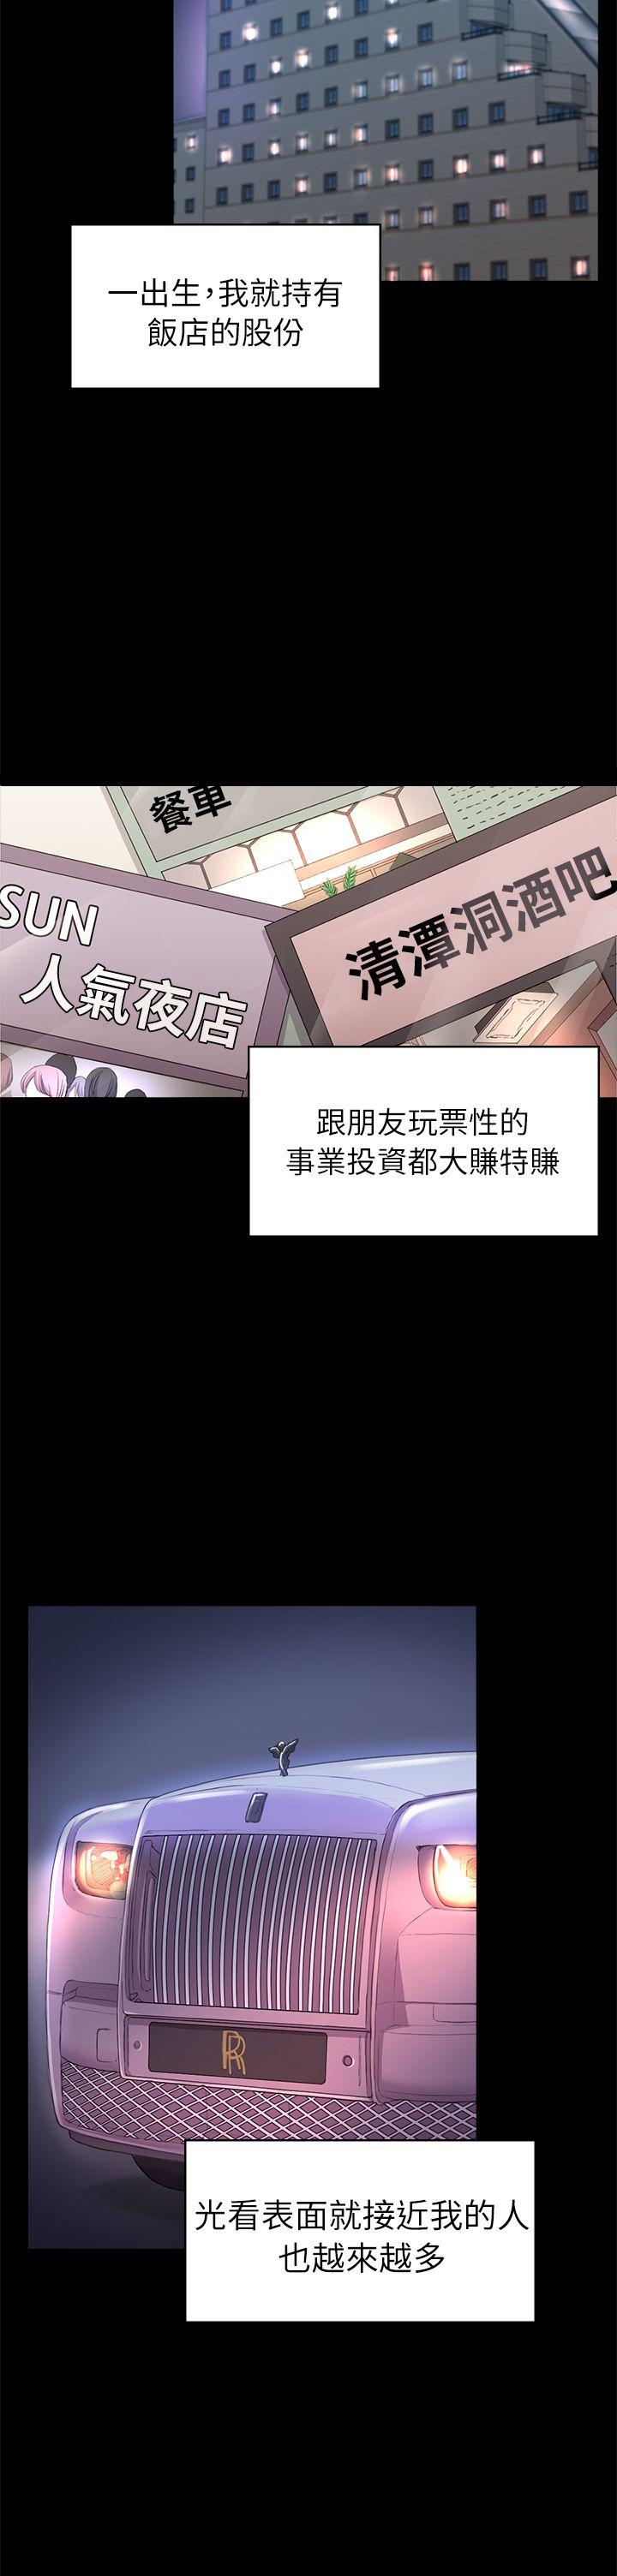 一出生，我就持有
飯店的股份
餐車
SUN
人氣夜店
清潭洞酒吧
跟朋友玩票性的
事業投資都大賺特賺
RR
光看表面就接近我的人
也越來越多